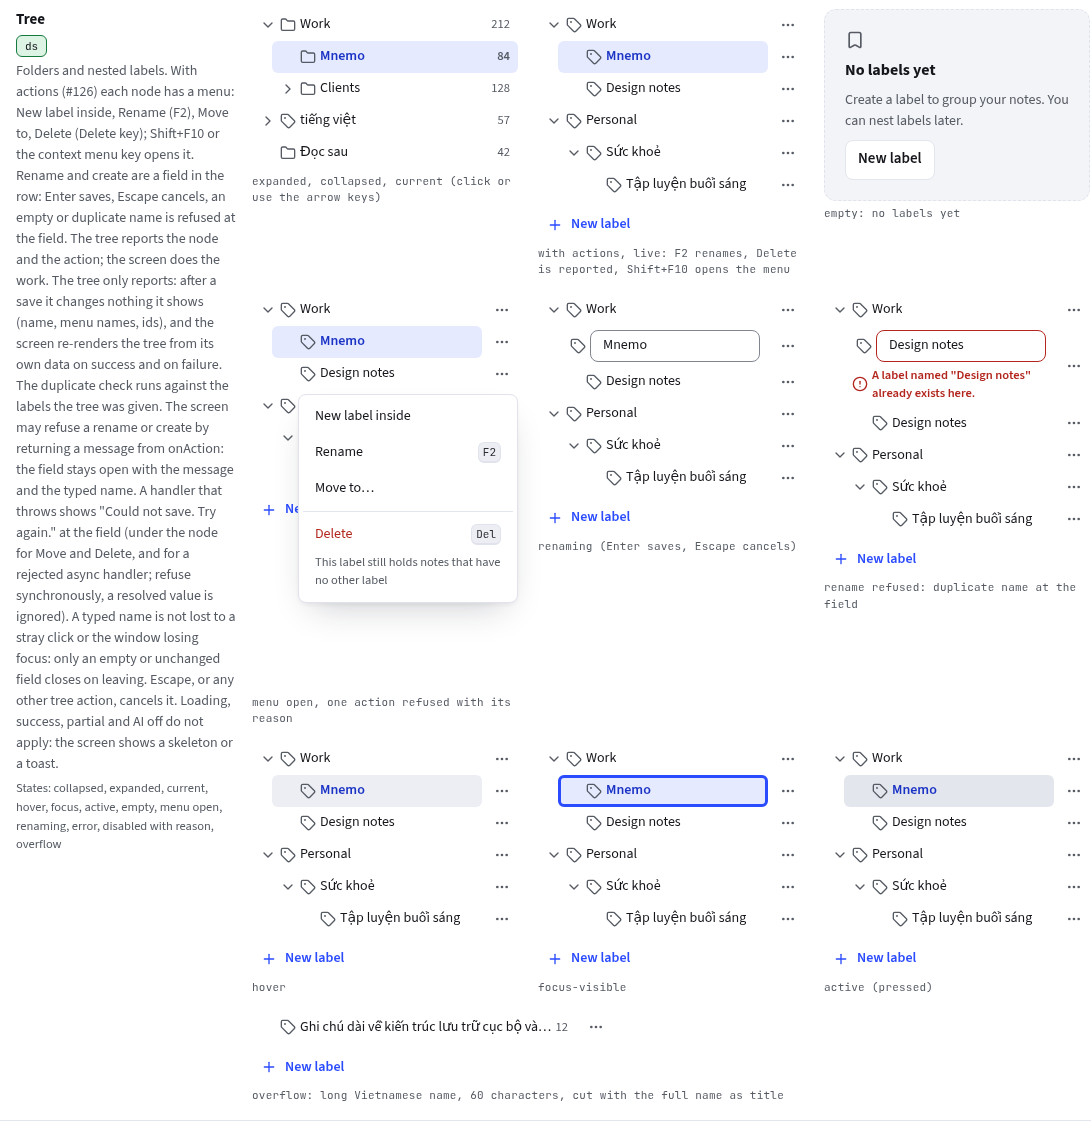 Tree
ds
Folders and nested labels. With
actions (#126) each node has a menu:
New label inside, Rename (F2), Move
to, Delete (Delete key); Shift+F10 or
the context menu key opens it.
Rename and create are a field in the
row: Enter saves, Escape cancels, an
empty or duplicate name is refused at
the field. The tree reports the node
and the action; the screen does the
work. The tree only reports: after a
save it changes nothing it shows
(name, menu names, ids), and the
screen re-renders the tree from its
own data on success and on failure.
The duplicate check runs against the
labels the tree was given. The screen
may refuse a rename or create by
returning a message from onAction:
the field stays open with the message
and the typed name. A handler that
throws shows "Could not save. Try
again." at the field (under the node
for Move and Delete, and for a
rejected async handler; refuse
synchronously, a resolved value is
ignored). A typed name is not lost to a
stray click or the window losing
focus: only an empty or unchanged
field closes on leaving. Escape, or any
other tree action, cancels it. Loading,
success, partial and AI off do not
apply: the screen shows a skeleton or
a toast.
States: collapsed, expanded, current,
hover, focus, active, empty, menu open,
renaming, error, disabled with reason,
overflow
Work 212
Mnemo 84
Clients 128
tiếng việt 57
Đọc sau 42
expanded, collapsed, current (click or
use the arrow keys)
Work
Mnemo
Design notes
Personal
Sức khoẻ
Tập luyện buổi sáng
New label
with actions, live: F2 renames, Delete
is reported, Shift+F10 opens the menu
No labels yet
Create a label to group your notes. You
can nest labels later.
New label
empty: no labels yet
Work
Mnemo
Design notes
New label inside
Rename F2
Move to…
Ne
Delete Del
This label still holds notes that have
no other label
menu open, one action refused with its
reason
Work
Mnemo
Design notes
Personal
Sức khoẻ
Tập luyện buổi sáng
New label
renaming (Enter saves, Escape cancels)
Work
Design notes
A label named "Design notes"
already exists here.
Design notes
Personal
Sức khoẻ
Tập luyện buổi sáng
New label
rename refused: duplicate name at the
field
Work
Mnemo
Design notes
Personal
Sức khoẻ
Tập luyện buổi sáng
New label
hover
Work
Mnemo
Design notes
Personal
Sức khoẻ
Tập luyện buổi sáng
New label
focus-visible
Work
Mnemo
Design notes
Personal
Sức khoẻ
Tập luyện buổi sáng
New label
active (pressed)
Ghi chú dài về kiến trúc lưu trữ cục bộ và… 12
New label
overflow: long Vietnamese name, 60 characters, cut with the full name as title